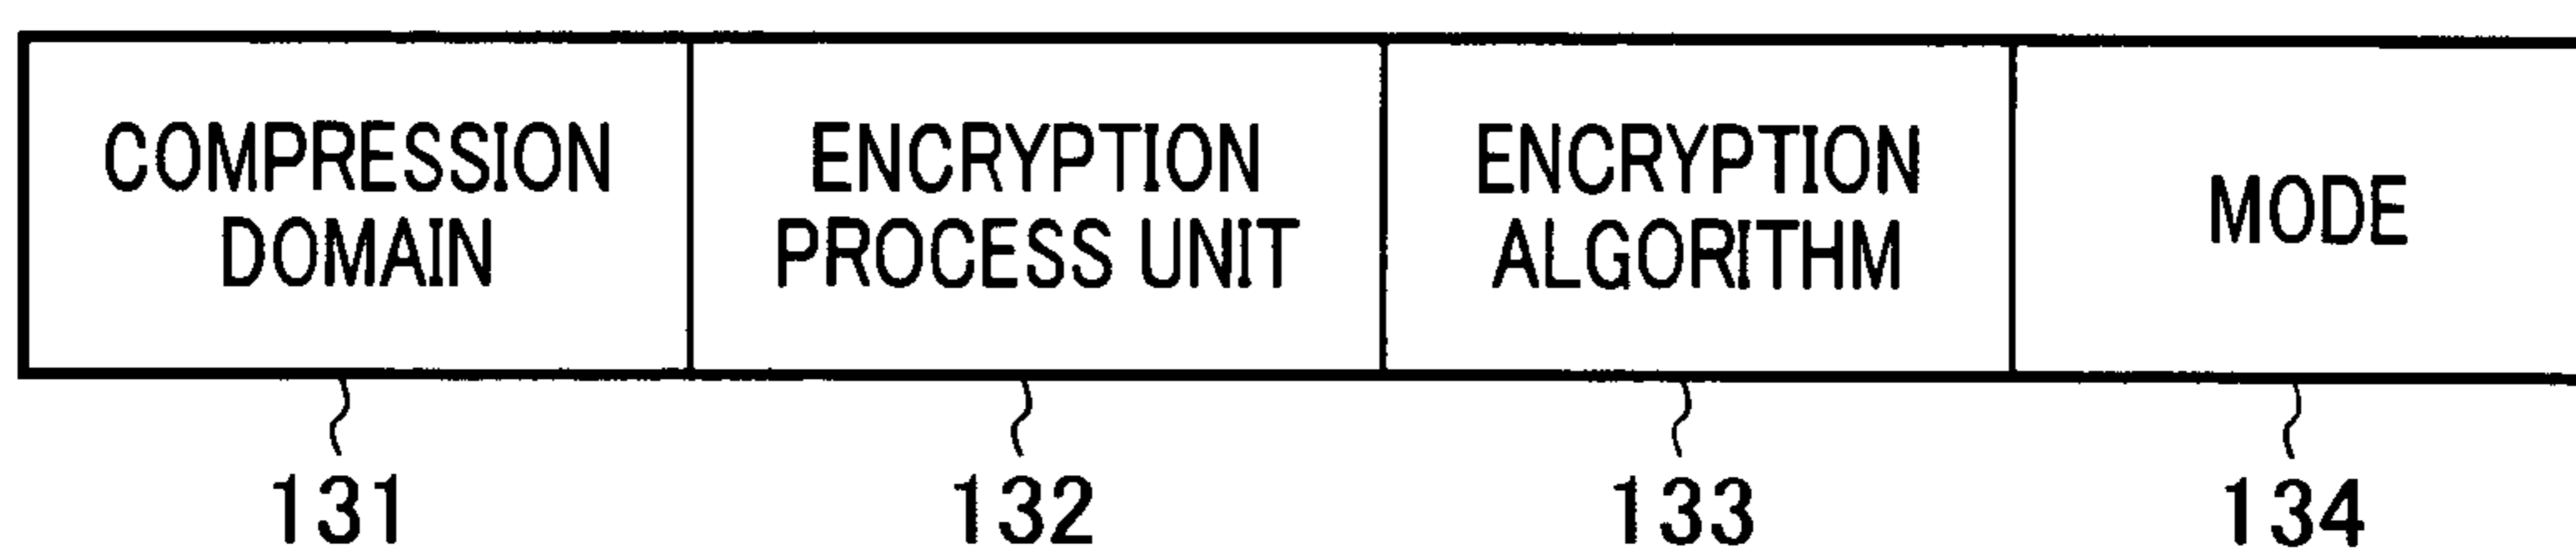 COMPRESSION
DOMAIN
ENCRYPTION
PROCESS UNIT
ENCRYPTION
ALGORITHM
MODE
131
132
133
134